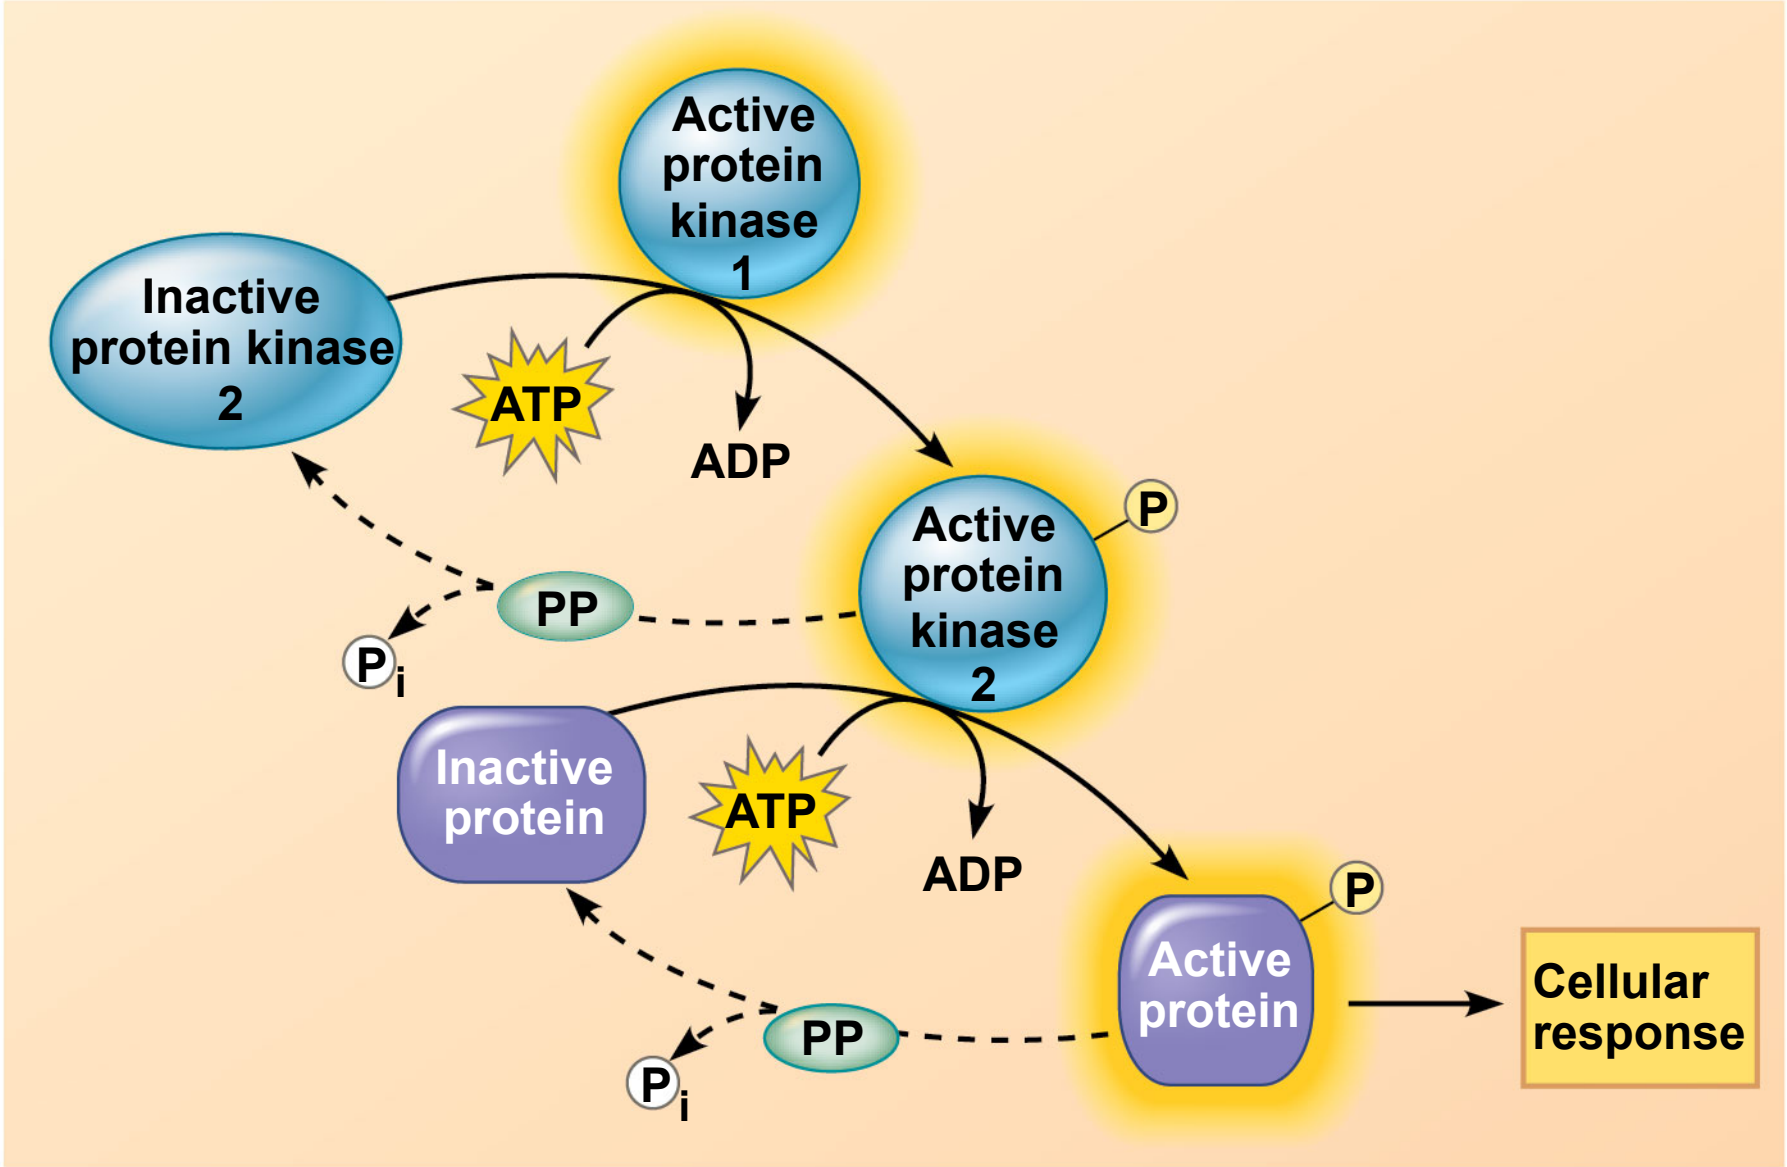 Active
protein
kinase
1
Inactive
protein kinase
2
ATP
ADP
Active
protein
kinase
2
P
PP
Pi
Inactive
protein
ATP
ADP
Active
protein
P
PP
Pi
Cellular
response